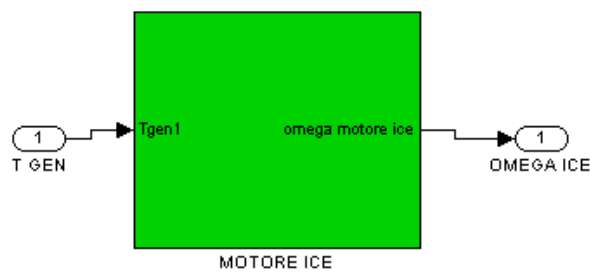 1
T GEN
Tgen1
omega motore ice
1
OMEGA ICE
MOTORE ICE